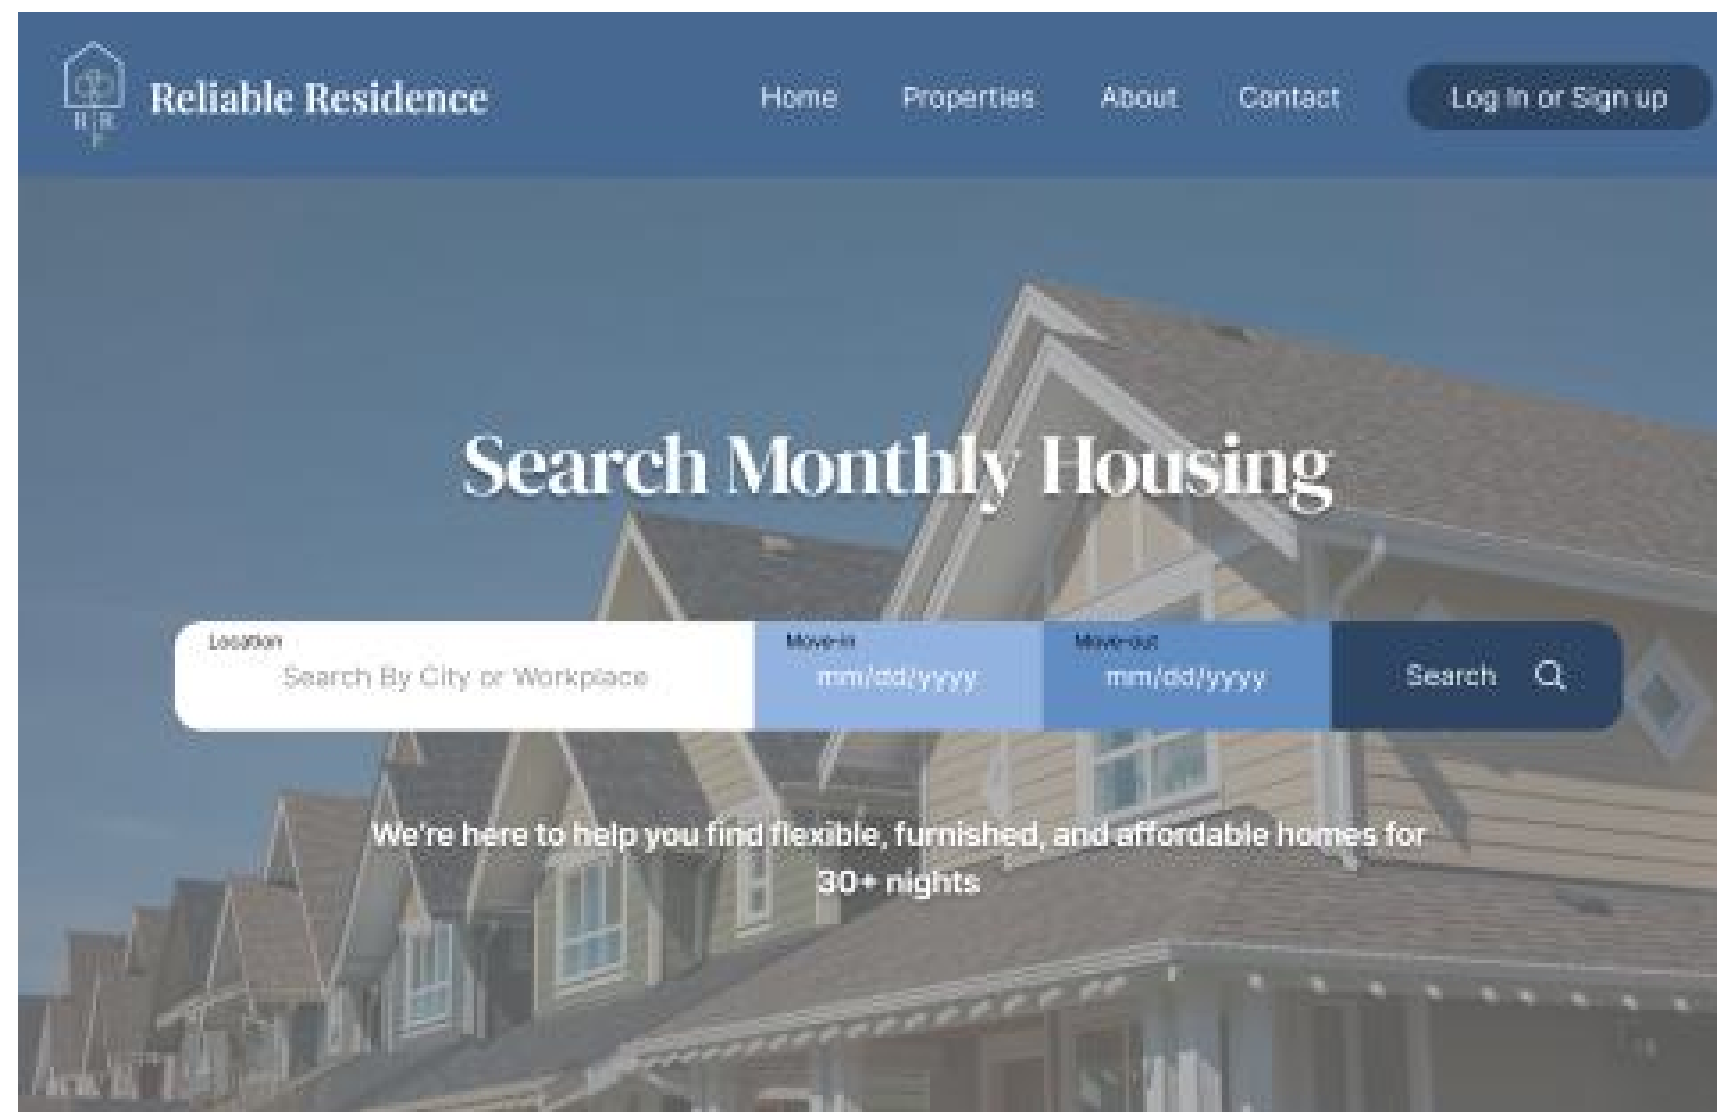 Reliable Residence
Home
Properties
About
Contact
Log In or Sign up
R R
Search Monthly Housing
Location
Search By City or Workplace
Move-in
mm/dd/yyyy
Move-out
mm/dd/yyyy
Search
We're here to help you find flexible, furnished, and affordable homes for
30+ nights